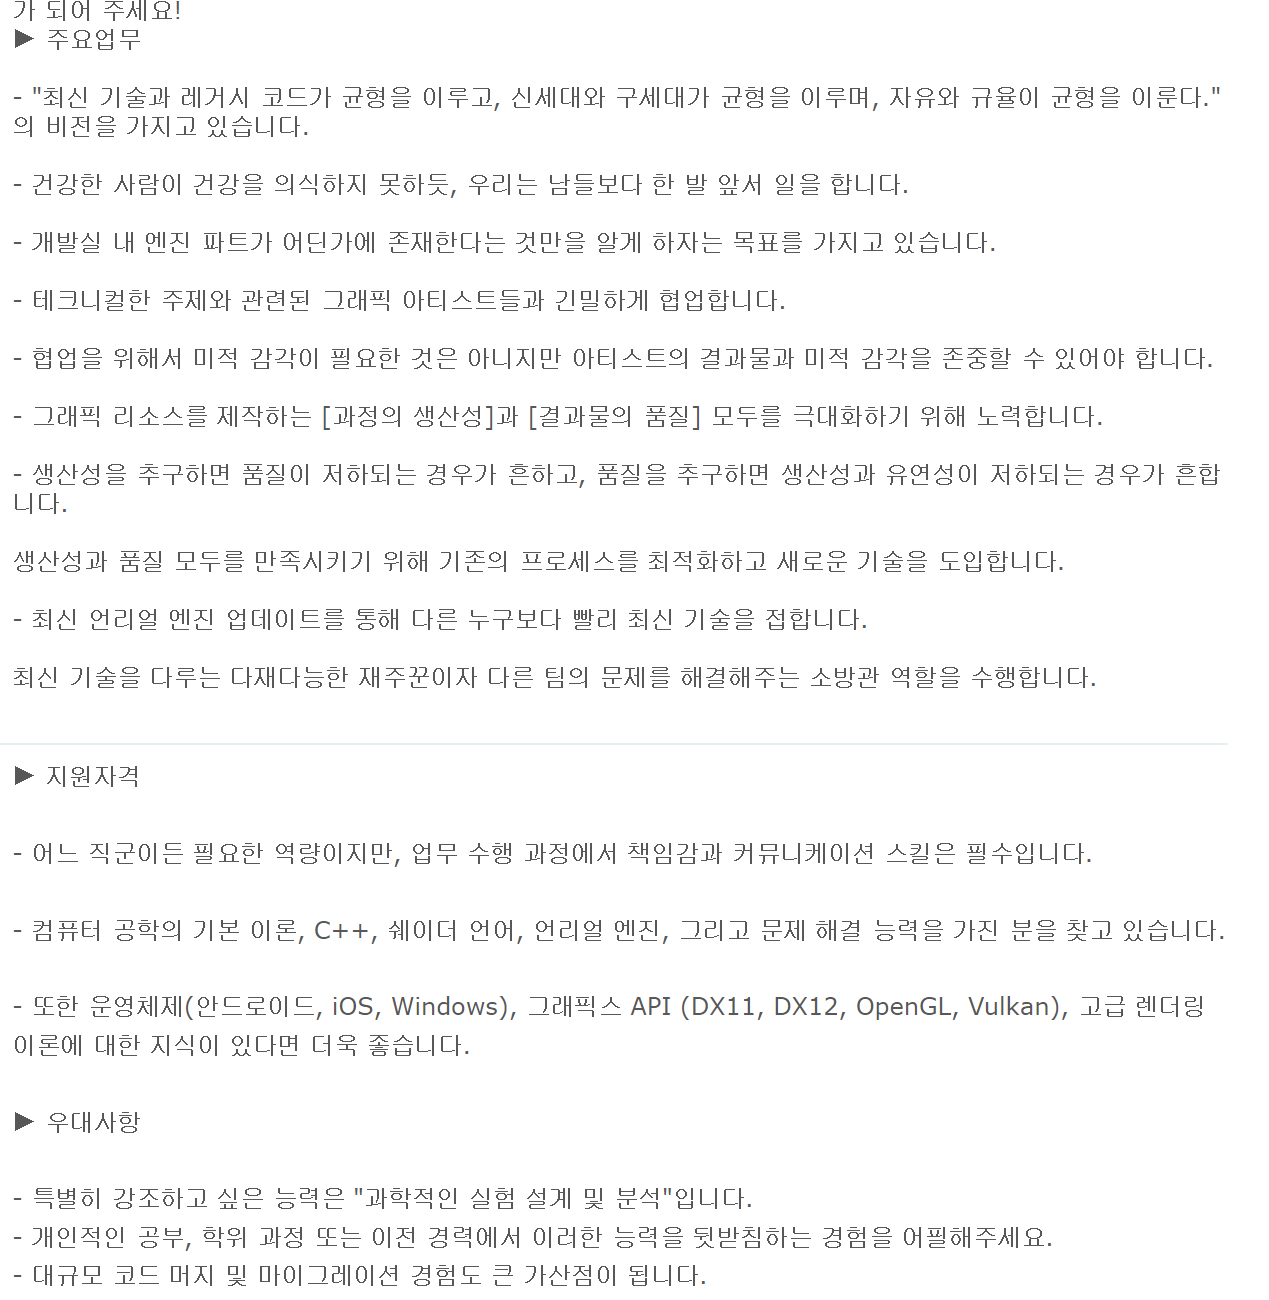 가 되어 주세요!
▶ 주요업무
- "최신 기술과 레거시 코드가 균형을 이루고, 신세대와 구세대가 균형을 이루며, 자유와 규율이 균형을 이룬다."
의 비전을 가지고 있습니다.
- 건강한 사람이 건강을 의식하지 못하듯, 우리는 남들보다 한 발 앞서 일을 합니다.
- 개발실 내 엔진 파트가 어딘가에 존재한다는 것만을 알게 하자는 목표를 가지고 있습니다.
- 테크니컬한 주제와 관련된 그래픽 아티스트들과 긴밀하게 협업합니다.
- 협업을 위해서 미적 감각이 필요한 것은 아니지만 아티스트의 결과물과 미적 감각을 존중할 수 있어야 합니다.
- 그래픽 리소스를 제작하는 [과정의 생산성]과 [결과물의 품질] 모두를 극대화하기 위해 노력합니다.
- 생산성을 추구하면 품질이 저하되는 경우가 흔하고, 품질을 추구하면 생산성과 유연성이 저하되는 경우가 흔합
니다.
생산성과 품질 모두를 만족시키기 위해 기존의 프로세스를 최적화하고 새로운 기술을 도입합니다.
- 최신 언리얼 엔진 업데이트를 통해 다른 누구보다 빨리 최신 기술을 접합니다.
최신 기술을 다루는 다재다능한 재주꾼이자 다른 팀의 문제를 해결해주는 소방관 역할을 수행합니다.
▶ 지원자격
- 어느 직군이든 필요한 역량이지만, 업무 수행 과정에서 책임감과 커뮤니케이션 스킬은 필수입니다.
- 컴퓨터 공학의 기본 이론, C++, 쉐이더 언어, 언리얼 엔진, 그리고 문제 해결 능력을 가진 분을 찾고 있습니다.
- 또한 운영체제(안드로이드, iOS, Windows), 그래픽스 API (DX11, DX12, OpenGL, Vulkan), 고급 렌더링
이론에 대한 지식이 있다면 더욱 좋습니다.
▶ 우대사항
- 특별히 강조하고 싶은 능력은 "과학적인 실험 설계 및 분석"입니다.
- 개인적인 공부, 학위 과정 또는 이전 경력에서 이러한 능력을 뒷받침하는 경험을 어필해주세요.
- 대규모 코드 머지 및 마이그레이션 경험도 큰 가산점이 됩니다.